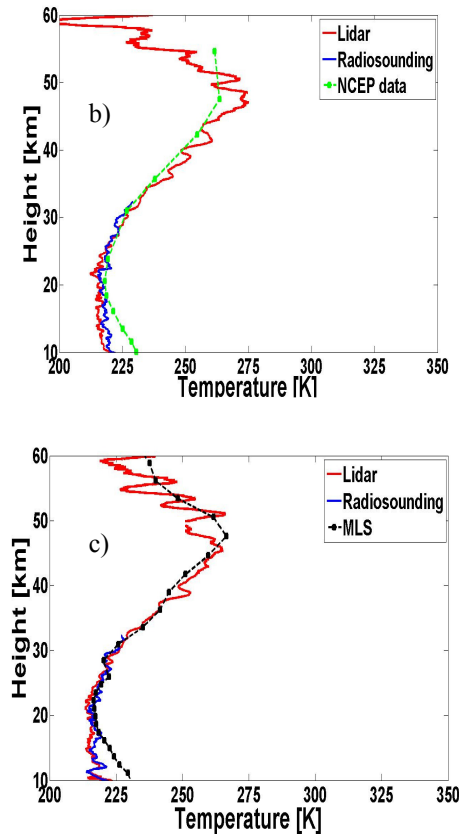 60
50
40
30
20
10
Height [km]
b)
Lidar
Radiosounding
NCEP data
200 225 250 275 300 325 350
Temperature [K]
60
50
40
30
20
10
Height [km]
c)
Lidar
Radiosounding
MLS
200 225 250 275 300 325 350
Temperature [K]